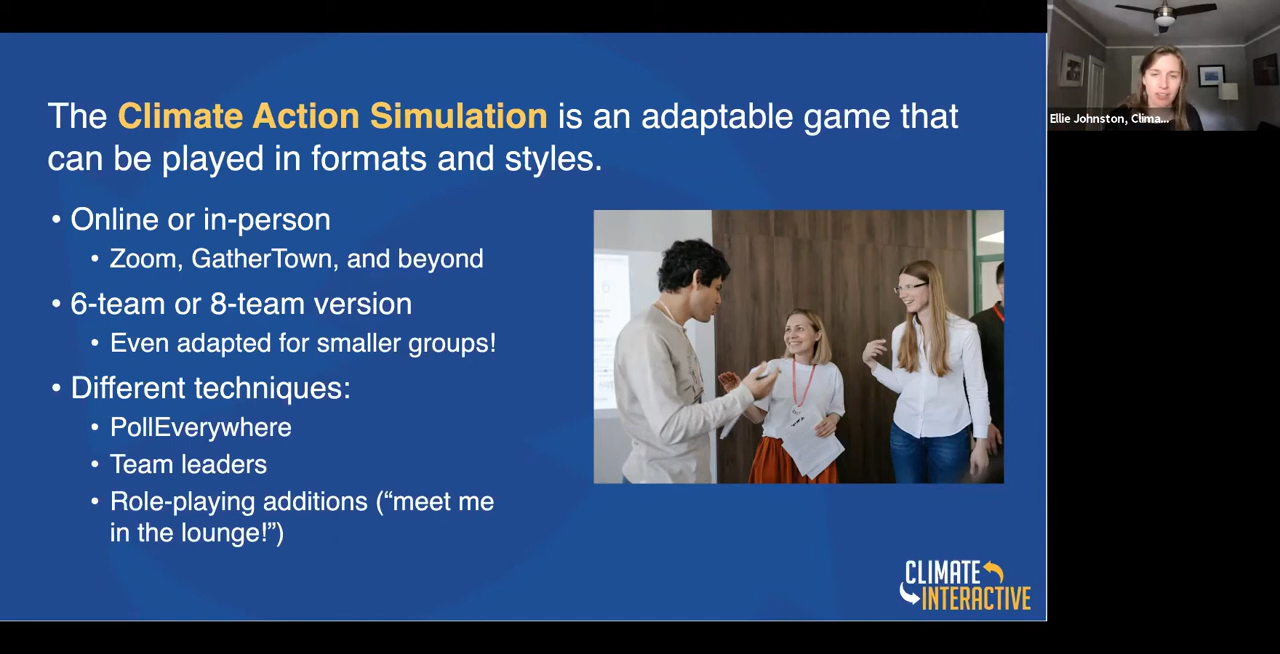 The Climate Action Simulation is an adaptable game that
can be played in formats and styles.
• Online or in-person
• Zoom, GatherTown, and beyond
• 6-team or 8-team version
• Even adapted for smaller groups!
• Different techniques:
• PollEverywhere
• Team leaders
• Role-playing additions (“meet me
in the lounge!”)
CLIMATE
INTERACTIVE
Ellie Johnston, Clima...